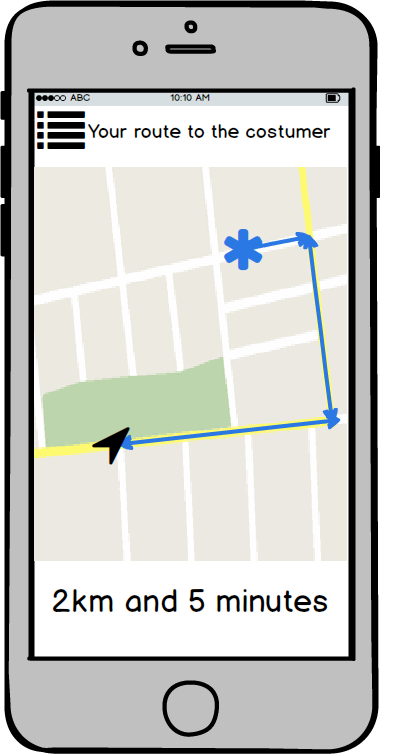 ABC 10:10 AM
Your route to the costumer
2km and 5 minutes